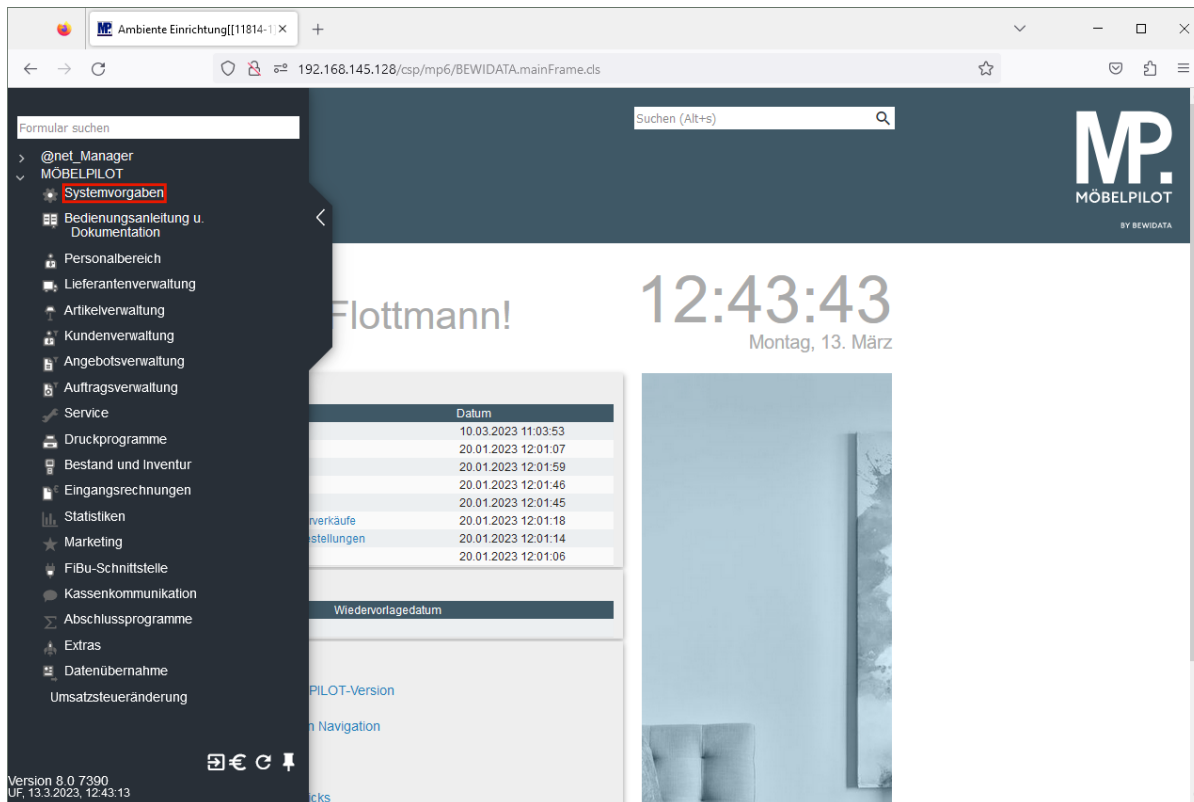 Ambiente Einrichtung[[11814-1]
192.168.145.128/csp/mp6/BEWIDATA.mainFrame.cls
Formular suchen
@net_Manager
MÖBELPILOT
Systemvorgaben
Bedienungsanleitung u.
Dokumentation
Personalbereich
Lieferantenverwaltung
Artikelverwaltung
Kundenverwaltung
Angebotsverwaltung
Auftragsverwaltung
Service
Druckprogramme
Bestand und Inventur
Eingangsrechnungen
Statistiken
Marketing
FiBu-Schnittstelle
Kassenkommunikation
Abschlussprogramme
Extras
Datenübernahme
Umsatzsteueränderung
Version 8.0 7390
UF, 13.3.2023, 12:43:13
Suchen (Alt+s)
MP.
MÖBELPILOT
BY BEWIDATA
Flottmann!
12:43:43
Montag, 13. März
Datum
10.03.2023 11:03:53
20.01.2023 12:01:07
20.01.2023 12:01:59
20.01.2023 12:01:46
20.01.2023 12:01:45
rverkäufe 20.01.2023 12:01:18
estellungen 20.01.2023 12:01:14
20.01.2023 12:01:06
Wiedervorlagedatum
PILOT-Version
n Navigation
icks